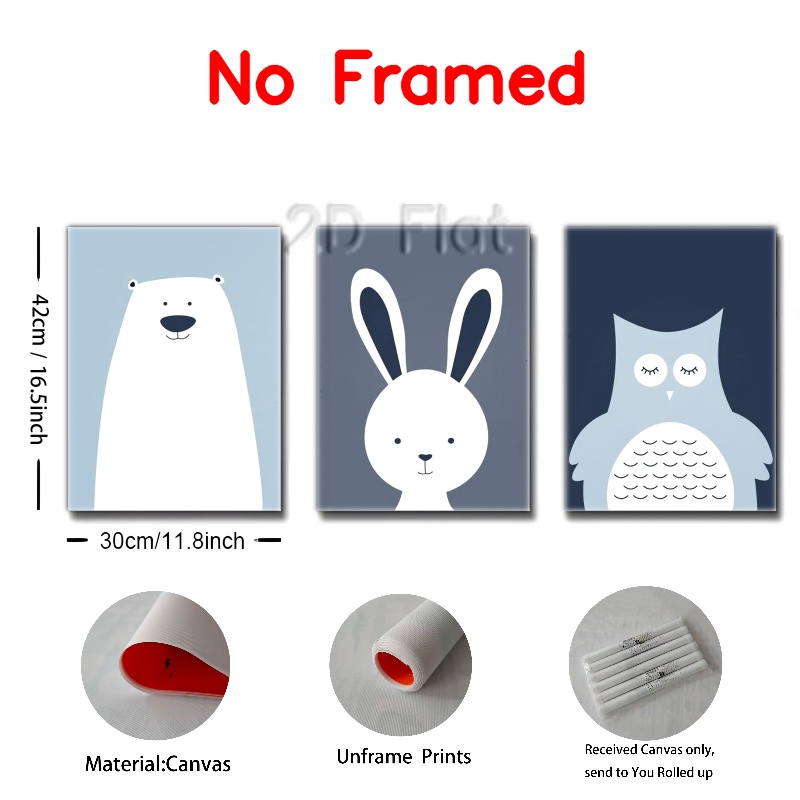 No Framed
2D Flat
42cm / 16.5inch
30cm/11.8inch
Material:Canvas
Unframe Prints
Received Canvas only,
send to You Rolled up